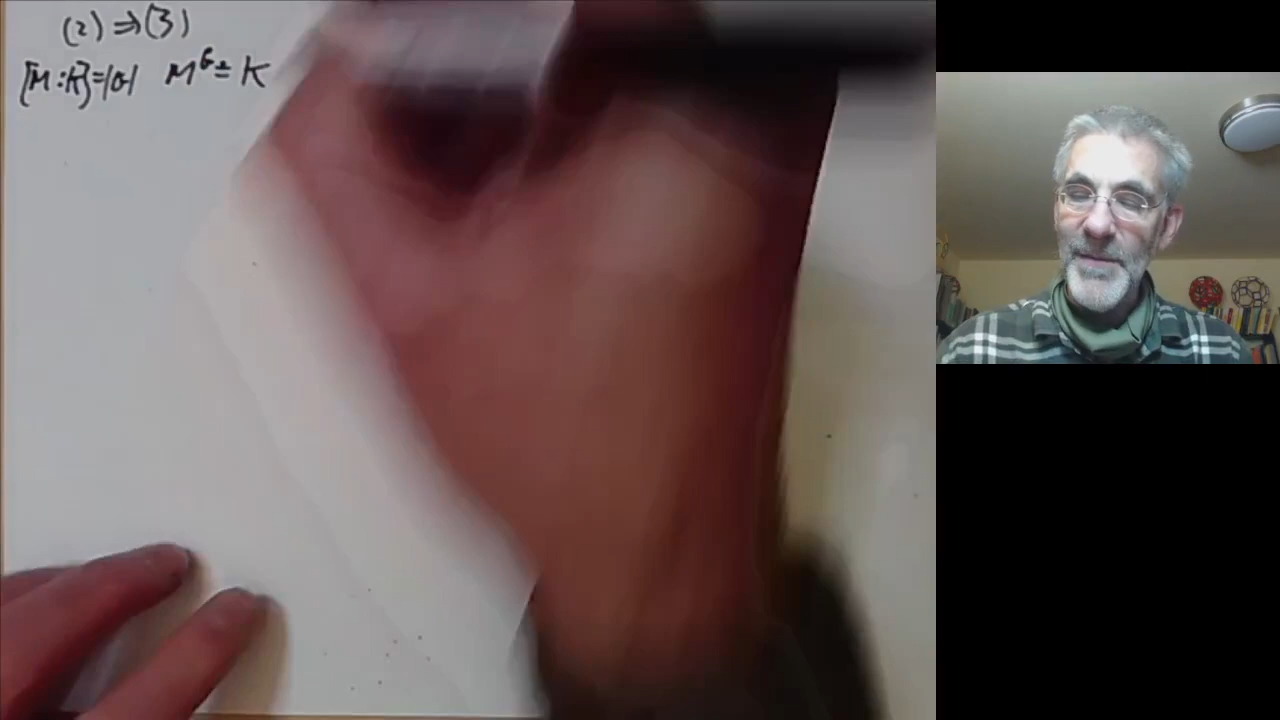 (2) ⇒ (3)
[M:K]=|G| M^G = K